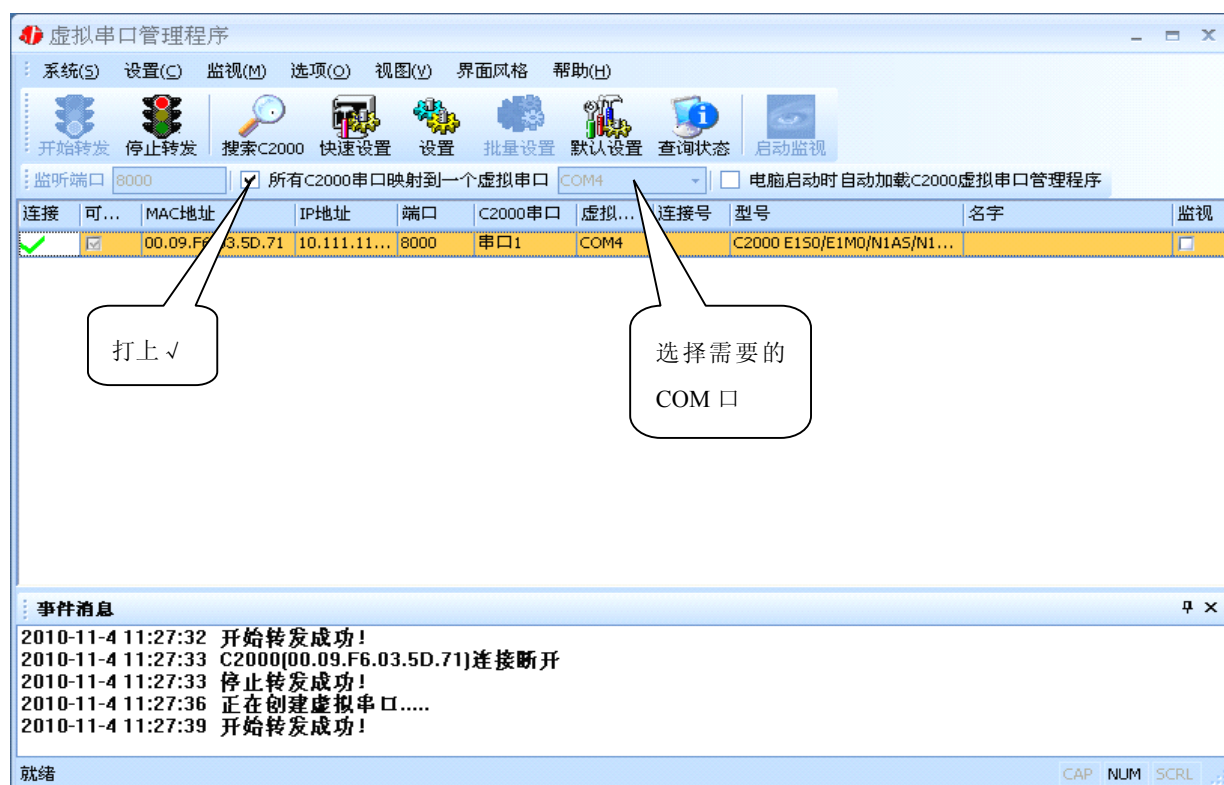 虚拟串口管理程序
系统(S) 设置(C) 监视(M) 选项(O) 视图(V) 界面风格 帮助(H)
开始转发 停止转发 搜索C2000 快速设置 设置 批量设置 默认设置 查询状态 启动监视
监听端口 8000 所有C2000串口映射到一个虚拟串口 COM4 电脑启动时自动加载C2000虚拟串口管理程序
连接 可... MAC地址 IP地址 端口 C2000串口 虚拟... 连接号 型号 名字 监视
00.09.F6.03.5D.71 10.111.11... 8000 串口1 COM4 C2000 E1S0/E1M0/N1AS/N1...
打上√
选择需要的
COM 口
事件消息
2010-11-4 11:27:32 开始转发成功!
2010-11-4 11:27:33 C2000(00.09.F6.03.5D.71)连接断开
2010-11-4 11:27:33 停止转发成功!
2010-11-4 11:27:36 正在创建虚拟串口.....
2010-11-4 11:27:39 开始转发成功!
就绪 CAP NUM SCRL